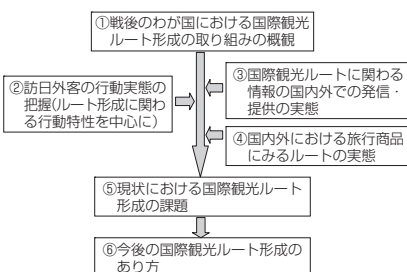 ①戦後のわが国における国際観光
ルート形成の取り組みの概観
②訪日外客の行動実態の
把握(ルート形成に関わ
る行動特性を中心に）
③国際観光ルートに関わる
情報の国内外での発信・
提供の実態
④国内外における旅行商品
にみるルートの実態
⑤現状における国際観光ルート
形成の課題
⑥今後の国際観光ルート形成の
あり方